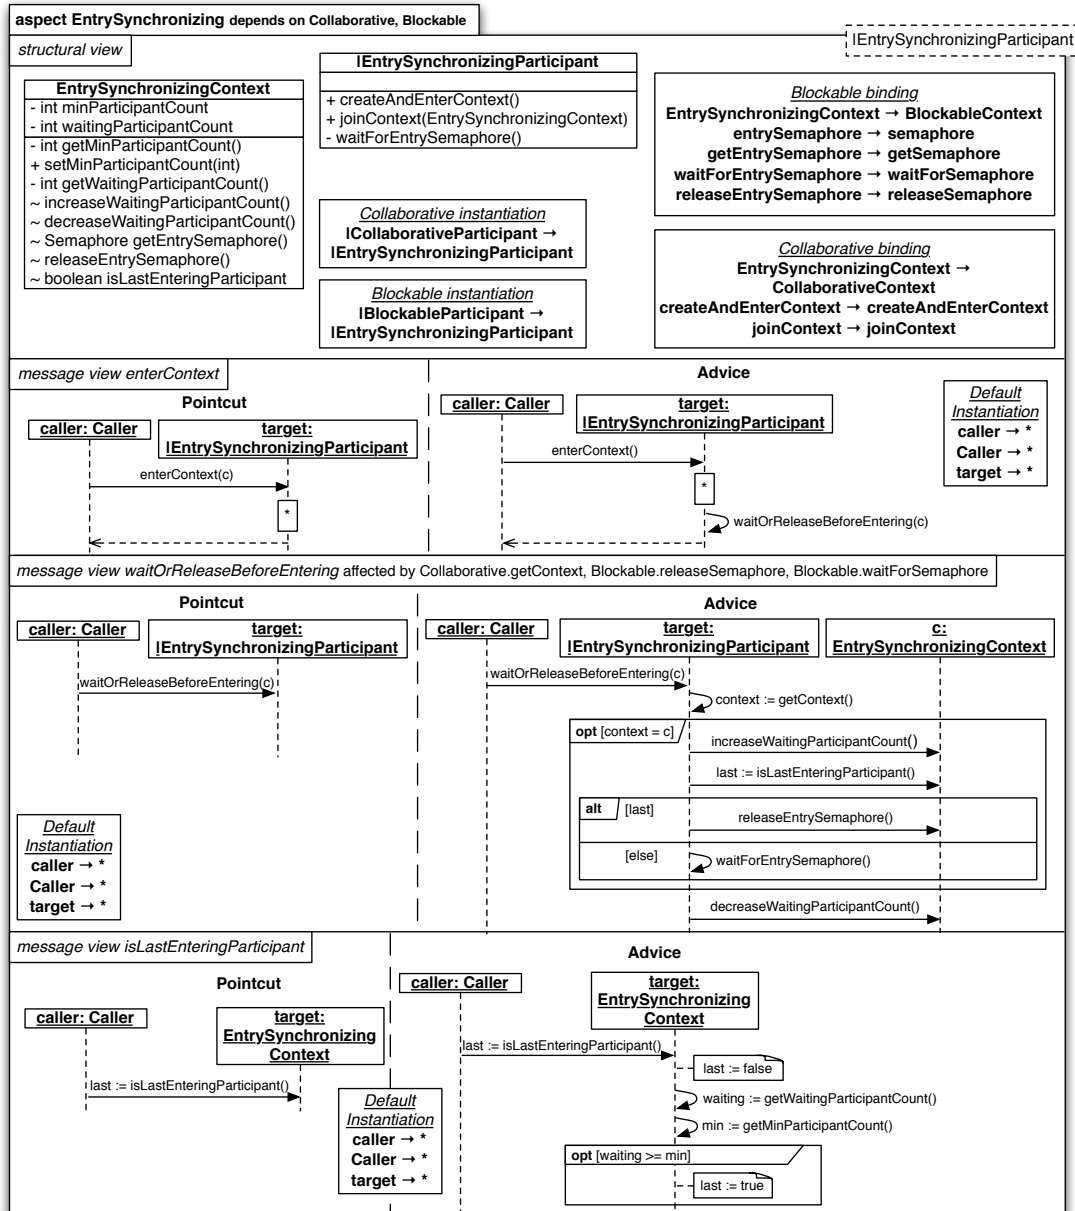 aspect EntrySynchronizing depends on Collaborative, Blockable
structural view
|EntrySynchronizingParticipant
EntrySynchronizingContext
- int minParticipantCount
- int waitingParticipantCount
- int getMinParticipantCount()
+ setMinParticipantCount(int)
- int getWaitingParticipantCount()
~ increaseWaitingParticipantCount()
~ decreaseWaitingParticipantCount()
~ Semaphore getEntrySemaphore()
~ releaseEntrySemaphore()
~ boolean isLastEnteringParticipant
|EntrySynchronizingParticipant
+ createAndEnterContext()
+ joinContext(EntrySynchronizingContext)
- waitForEntrySemaphore()
Collaborative instantiation
|CollaborativeParticipant →
|EntrySynchronizingParticipant
Blockable instantiation
|BlockableParticipant →
|EntrySynchronizingParticipant
Blockable binding
EntrySynchronizingContext → BlockableContext
entrySemaphore → semaphore
getEntrySemaphore → getSemaphore
waitForEntrySemaphore → waitForSemaphore
releaseEntrySemaphore → releaseSemaphore
Collaborative binding
EntrySynchronizingContext →
CollaborativeContext
createAndEnterContext → createAndEnterContext
joinContext → joinContext
message view enterContext
Pointcut
caller: Caller
target:
|EntrySynchronizingParticipant
enterContext(c)
*
Advice
caller: Caller
target:
|EntrySynchronizingParticipant
enterContext()
*
waitOrReleaseBeforeEntering(c)
Default
Instantiation
caller → *
Caller → *
target → *
message view waitOrReleaseBeforeEntering affected by Collaborative.getContext, Blockable.releaseSemaphore, Blockable.waitForSemaphore
Pointcut
caller: Caller
target:
|EntrySynchronizingParticipant
waitOrReleaseBeforeEntering(c)
Default
Instantiation
caller → *
Caller → *
target → *
Advice
caller: Caller
target:
|EntrySynchronizingParticipant
c:
EntrySynchronizingContext
waitOrReleaseBeforeEntering(c)
context := getContext()
opt [context = c]
increaseWaitingParticipantCount()
last := isLastEnteringParticipant()
alt [last]
releaseEntrySemaphore()
[else]
waitForEntrySemaphore()
decreaseWaitingParticipantCount()
message view isLastEnteringParticipant
Pointcut
caller: Caller
target:
EntrySynchronizing
Context
last := isLastEnteringParticipant()
Default
Instantiation
caller → *
Caller → *
target → *
Advice
caller: Caller
target:
EntrySynchronizing
Context
last := isLastEnteringParticipant()
last := false
waiting := getWaitingParticipantCount()
min := getMinParticipantCount()
opt [waiting >= min]
last := true